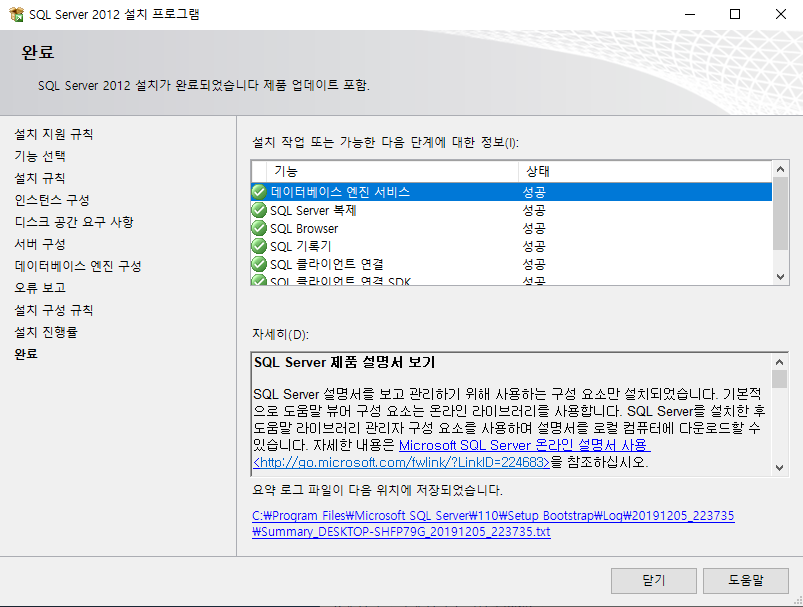 SQL Server 2012 설치 프로그램
완료
SQL Server 2012 설치가 완료되었습니다 제품 업데이트 포함.
설치 지원 규칙
기능 선택
설치 규칙
인스턴스 구성
디스크 공간 요구 사항
서버 구성
데이터베이스 엔진 구성
오류 보고
설치 구성 규칙
설치 진행률
완료
설치 작업 또는 가능한 다음 단계에 대한 정보(I):
기능 상태
데이터베이스 엔진 서비스 성공
SQL Server 복제 성공
SQL Browser 성공
SQL 기록기 성공
SQL 클라이언트 연결 성공
SQL 클라이언트 연결 SDK 성공
자세히(D):
SQL Server 제품 설명서 보기
SQL Server 설명서를 보고 관리하기 위해 사용하는 구성 요소만 설치되었습니다. 기본적
으로 도움말 뷰어 구성 요소는 온라인 라이브러리를 사용합니다. SQL Server를 설치한 후
도움말 라이브러리 관리자 구성 요소를 사용하여 설명서를 로컬 컴퓨터에 다운로드할 수
있습니다. 자세한 내용은 Microsoft SQL Server 온라인 설명서 사용
<http://go.microsoft.com/fwlink/?LinkID=224683>을 참조하십시오.
요약 로그 파일이 다음 위치에 저장되었습니다.
C:₩Program Files₩Microsoft SQL Server₩110₩Setup Bootstrap₩Log₩20191205_223735
₩Summary_DESKTOP-SHFP79G_20191205_223735.txt
닫기
도움말